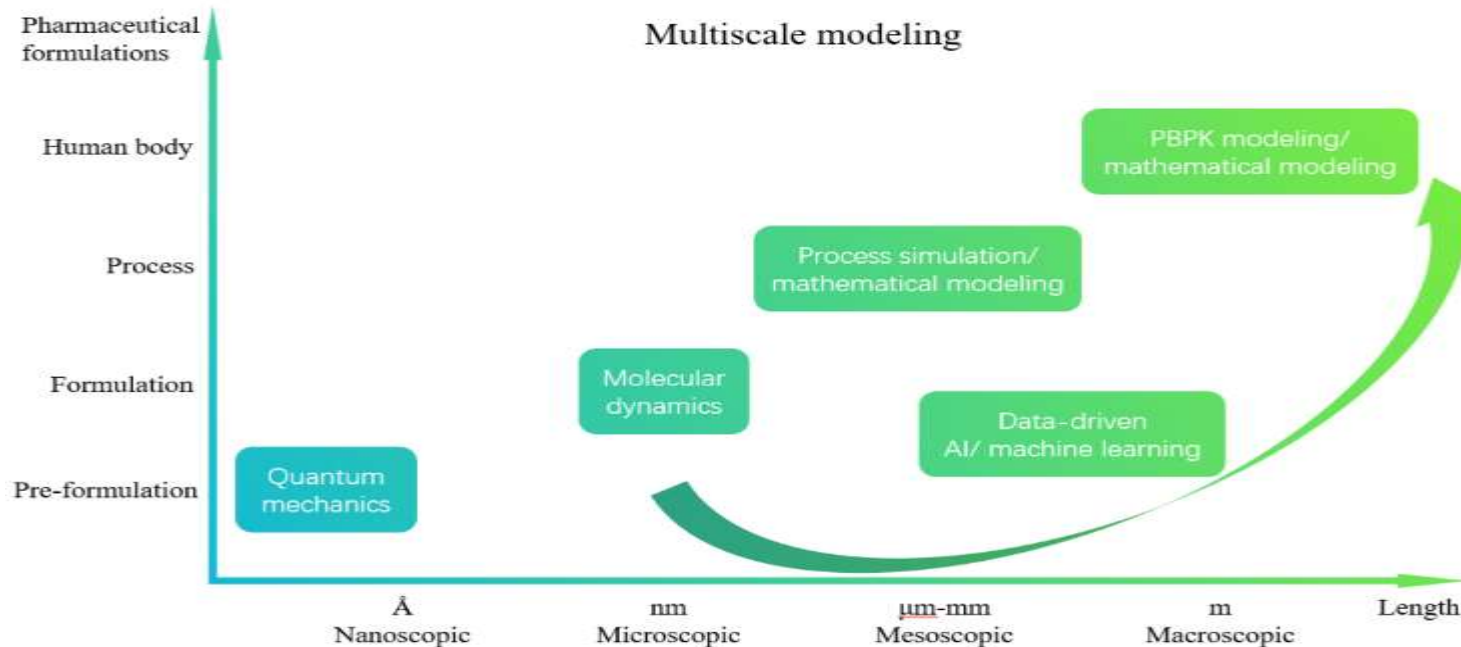 Pharmaceutical
formulations
Multiscale modeling
Human body
PBPK modeling/
mathematical modeling
Process
Process simulation/
mathematical modeling
Formulation
Molecular
dynamics
Data-driven
AI/ machine learning
Pre-formulation
Quantum
mechanics
Å
nm
μm-mm
m
Length
Nanoscopic
Microscopic
Mesoscopic
Macroscopic